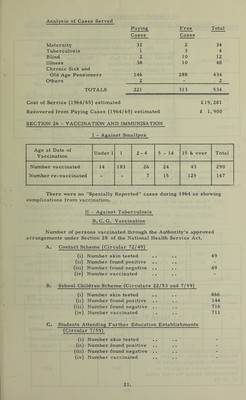 Analysis of Cases Served
Paying Cases Free Cases Total
Maternity 32 2 34
Tuberculosis 1 3 4
Blind 2 10 12
Illness 38 10 48
Chronic Sick and
Old Age Pensioners 146 288 434
Others 2 - 2
TOTALS 221 313 534
Cost of Service (1964/65) estimated £19,281
Recovered from Paying Cases (1964/65) estimated £ 1,900
SECTION 26 - VACCINATION AND IMMUNISATION
I - Against Smallpox
Age at Date of Vaccination Under 1 1 2 - 4 5 - 14 15 & over Total
Number vaccinated 14 183 26 24 43 290
Number re-vaccinated - - 7 15 125 147
There were no "Specially Reported" cases during 1964 as showing
complications from vaccination.
II - Against Tuberculosis
B.C.G. Vaccination
Number of persons vaccinated through the Authority's approved
arrangements under Section 28 of the National Health Service Act,
A. Contact Scheme (Circular 72/49)
(i) Number skin tested .. .. 69
(ii) Number found positive .. .. -
(iii) Number found negative .. .. 69
(iv) Number vaccinated .. .. -
B. School Children Scheme (Circulars 22/53 and 7/59)
(i) Number skin tested .. .. 866
(ii) Number found positive .. .. 144
(iii) Number found negative .. .. 716
(iv) Number vaccinated .. .. 711
C. Students Attending Further Education Establishments
(Circular 7/59)
(i) Number skin tested .. .. -
(ii) Number found positive .. .. -
(iii) Number found negative .. .. -
(iv) Number vaccinated .. .. -
21.